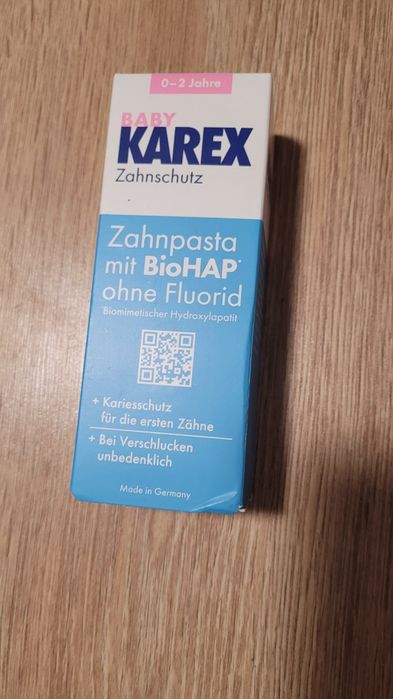 0–2 Jahre
BABY
KAREX
Zahnschutz
Zahnpasta
mit BioHAP*
ohne Fluorid
*Biomimetischer Hydroxylapatit
+ Kariesschutz
für die ersten Zähne
+ Bei Verschlucken
unbedenklich
Made in Germany